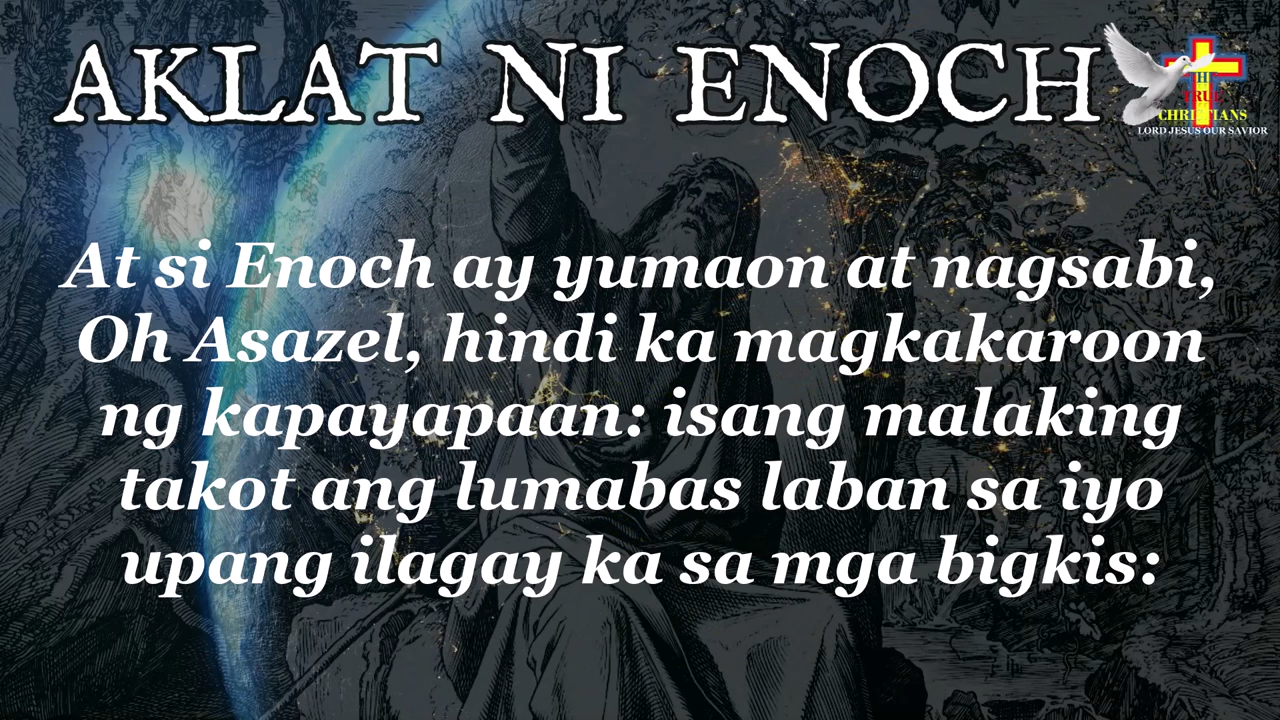 AKLAT NI ENOCH
TRUE
CHRISTIANS
LORD JESUS OUR SAVIOR
At si Enoch ay yumaon at nagsabi,
Oh Asazel, hindi ka magkakaroon
ng kapayapaan: isang malaking
takot ang lumabas laban sa iyo
upang ilagay ka sa mga bigkis: